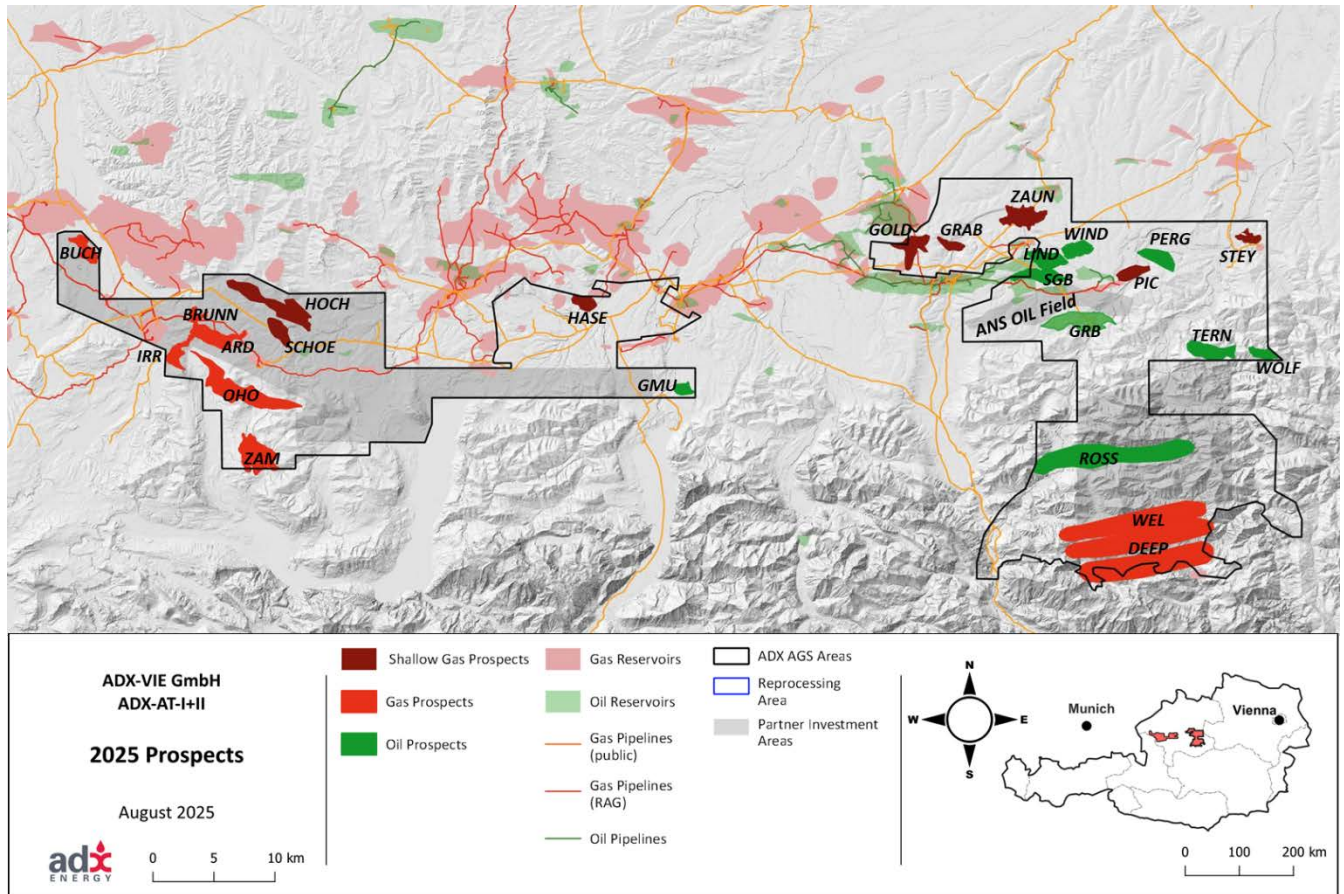 ZAUN
GOLD
GRAB
WIND
PERG
BUCH
LIND
STEY
SGB
PIC
HOCH
BRUNN
HASE
ANS OIL Field
GRB
ARD
SCHOE
IRR
TERN
WOLF
OHO
GMU
ZAM
ROSS
WEL
DEEP
ADX-VIE GmbH
ADX-AT-I+II
2025 Prospects
August 2025
adx
ENERGY
0 5 10 km
Shallow Gas Prospects
Gas Prospects
Oil Prospects
Gas Reservoirs
Oil Reservoirs
Gas Pipelines
(public)
Gas Pipelines
(RAG)
Oil Pipelines
ADX AGS Areas
Reprocessing
Area
Partner Investment
Areas
N
W E
S
Munich
Vienna
0 100 200 km